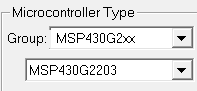 Microcontroller Type
Group: MSP430G2xx
MSP430G2203